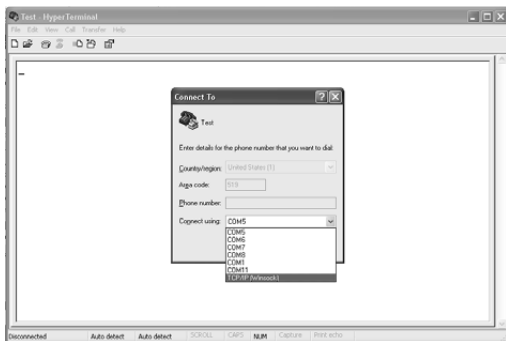 Test - HyperTerminal
File Edit View Call Transfer Help
Connect To
Test
Enter details for the phone number that you want to dial:
Country/region: United States (1)
Area code: 519
Phone number:
Connect using: COM5
COM5
COM6
COM7
COM8
COM1
COM11
TCP/IP (Winsock)
Disconnected Auto detect Auto detect SCROLL CAPS NUM Capture Print echo